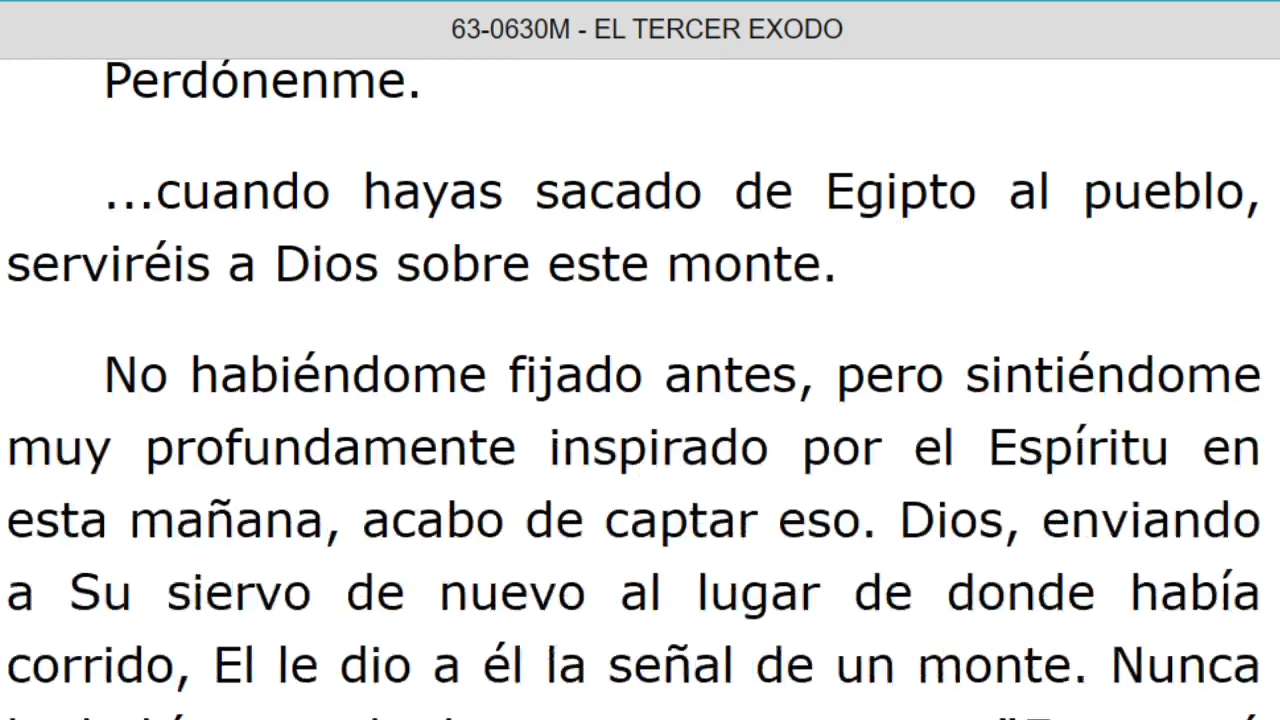 63-0630M - EL TERCER EXODO
Perdónenme.
...cuando hayas sacado de Egipto al pueblo,
serviréis a Dios sobre este monte.
No habiéndome fijado antes, pero sintiéndome
muy profundamente inspirado por el Espíritu en
esta mañana, acabo de captar eso. Dios, enviando
a Su siervo de nuevo al lugar de donde había
corrido, El le dio a él la señal de un monte. Nunca